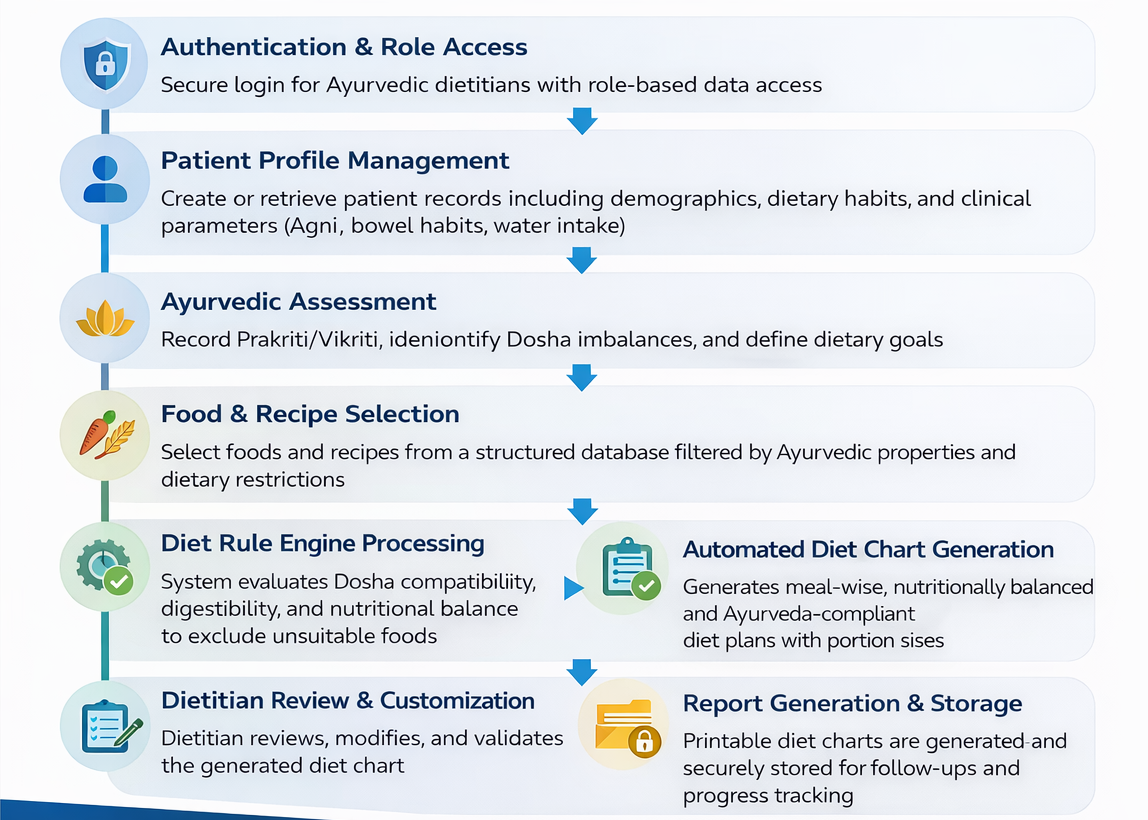 Authentication & Role Access
Secure login for Ayurvedic dietitians with role-based data access
Patient Profile Management
Create or retrieve patient records including demographics, dietary habits, and clinical
parameters (Agni, bowel habits, water intake)
Ayurvedic Assessment
Record Prakriti/Vikriti, ideniontify Dosha imbalances, and define dietary goals
Food & Recipe Selection
Select foods and recipes from a structured database filtered by Ayurvedic properties and
dietary restrictions
Diet Rule Engine Processing
System evaluates Dosha compatibiliity,
digestibility, and nutritional balance
to exclude unsuitable foods
Automated Diet Chart Generation
Generates meal-wise, nutritionally balanced
and Ayurveda-compliant
diet plans with portion sises
Dietitian Review & Customization
Dietitian reviews, modifies, and validates
the generated diet chart
Report Generation & Storage
Printable diet charts are generated and
securely stored for follow-ups and
progress tracking